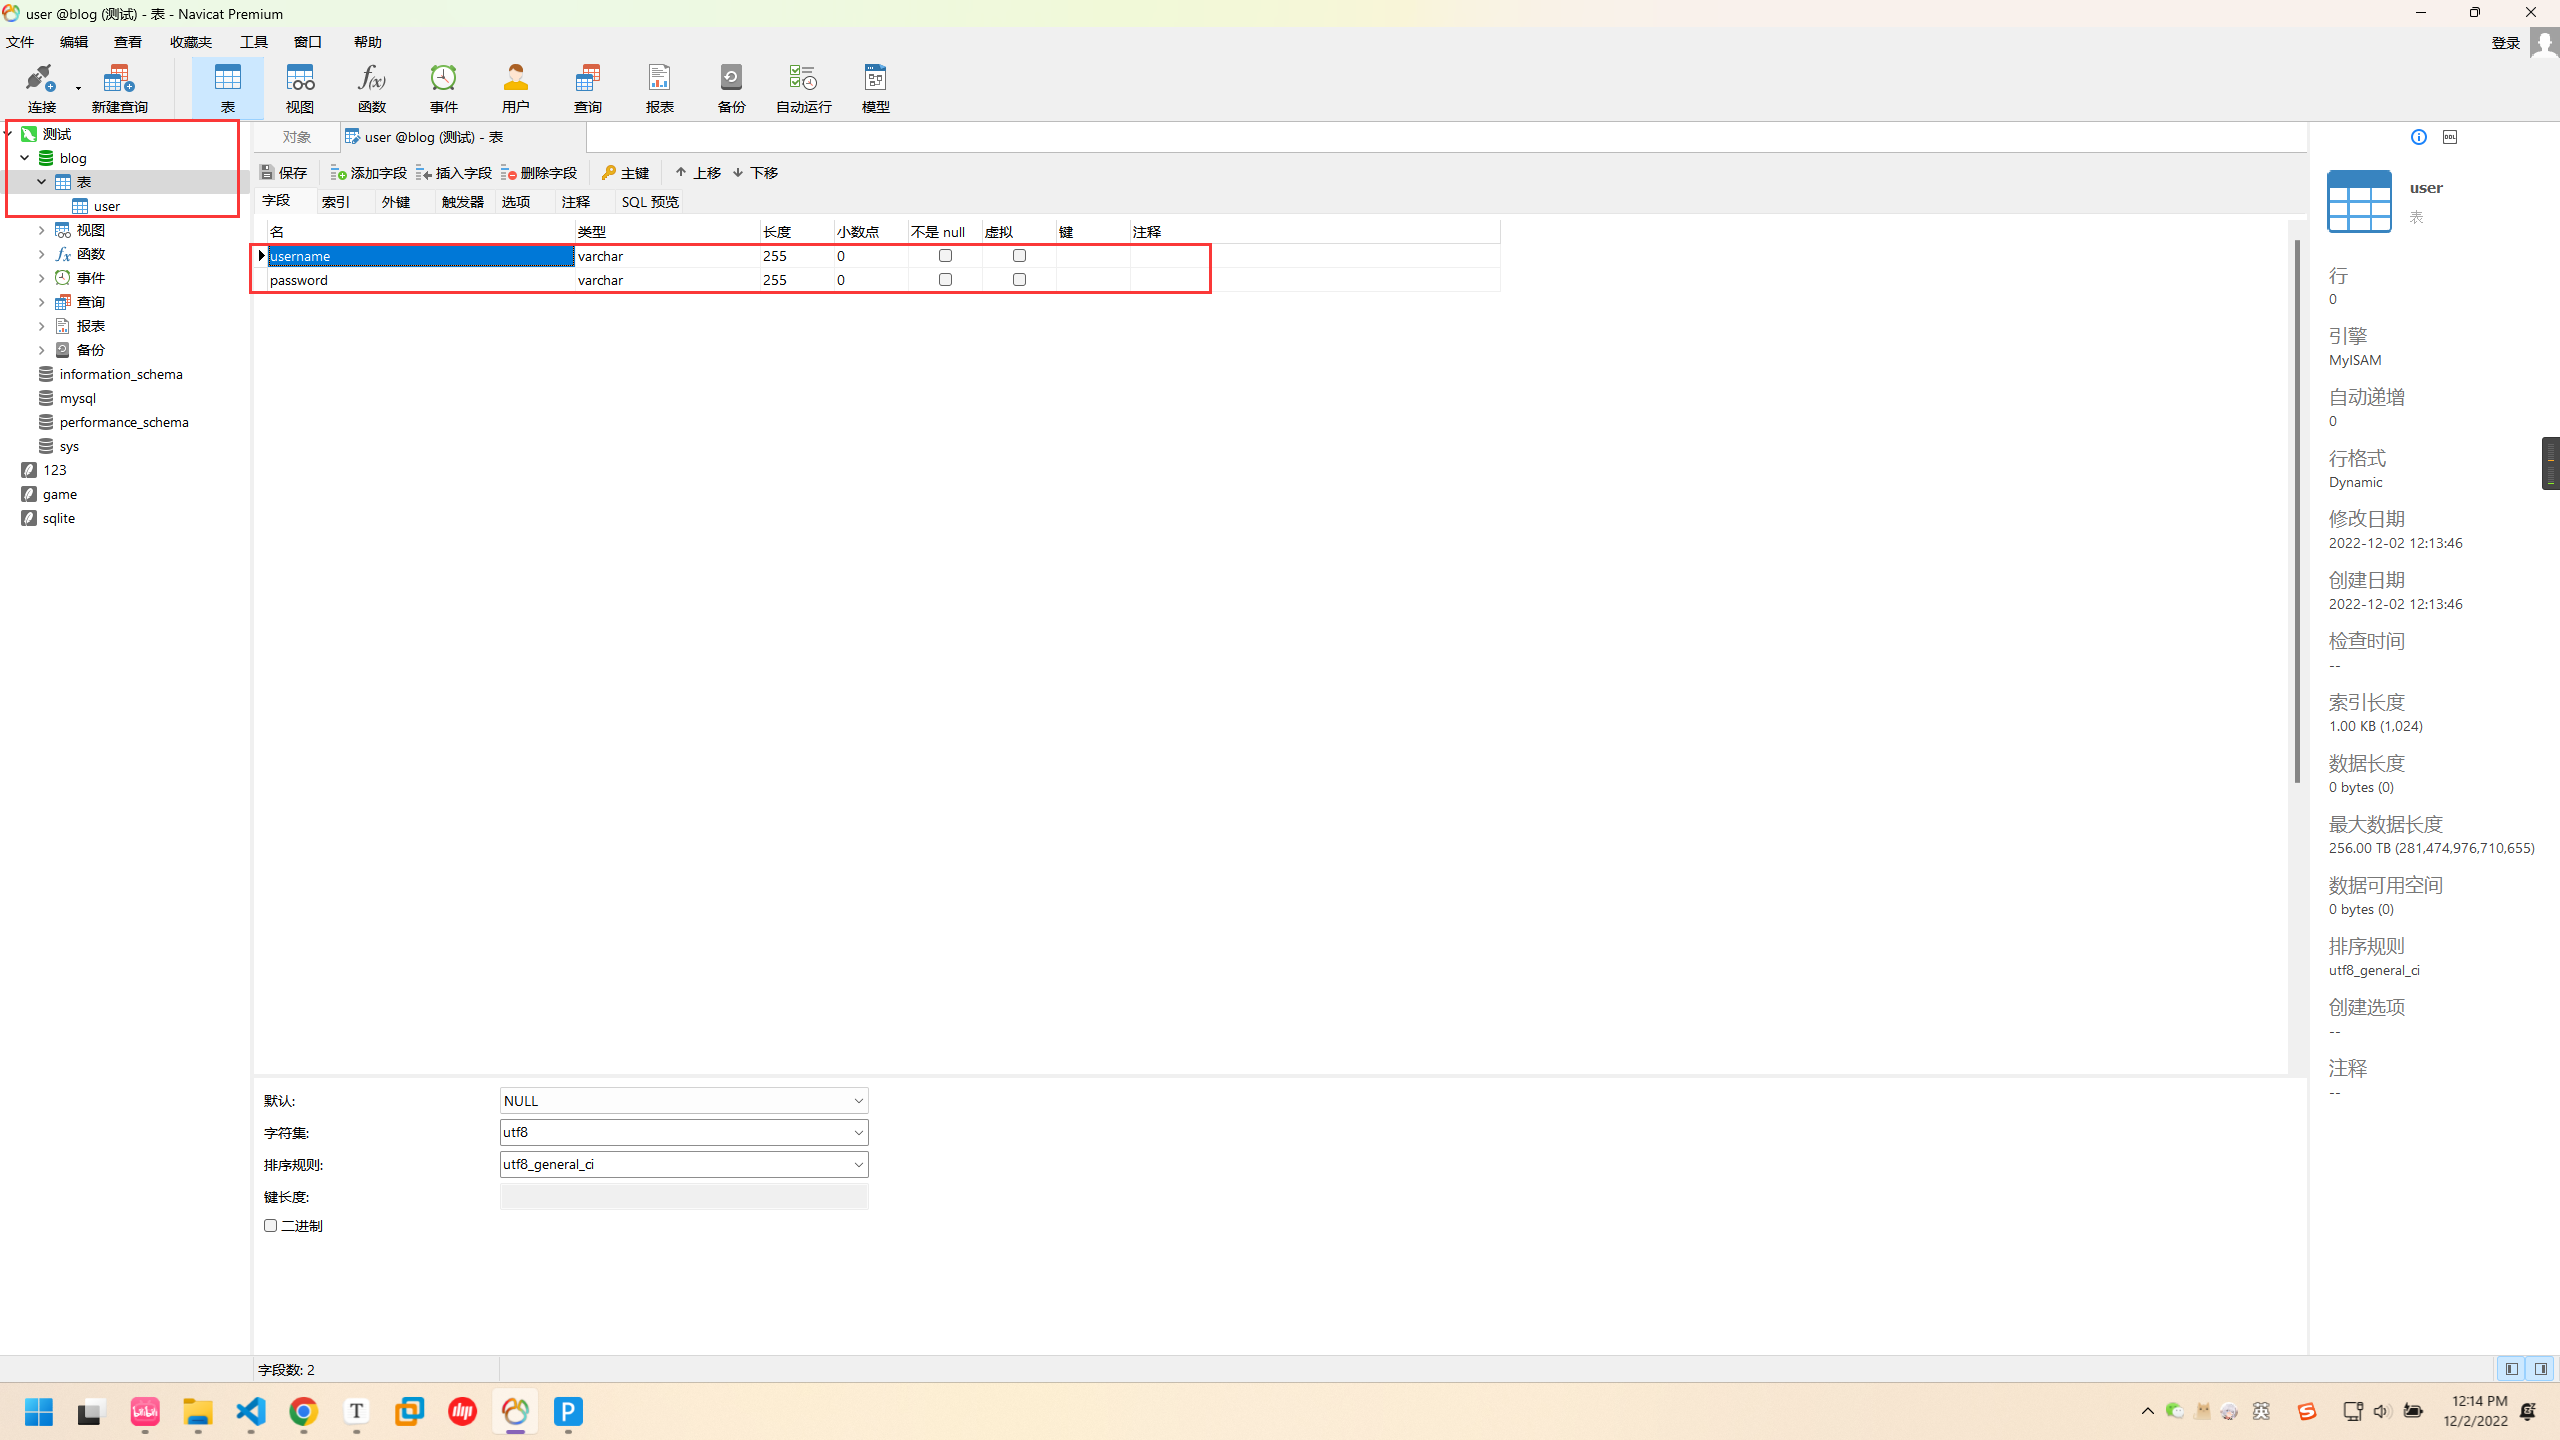 user @blog (测试) - 表 - Navicat Premium
文件 编辑 查看 收藏夹 工具 窗口 帮助 登录
连接 新建查询 表 视图 函数 事件 用户 查询 报表 备份 自动运行 模型
测试
blog
表
user
视图
函数
事件
查询
报表
备份
information_schema
mysql
performance_schema
sys
123
game
sqlite
对象 user @blog (测试) - 表
保存 添加字段 插入字段 删除字段 主键 上移 下移
字段 索引 外键 触发器 选项 注释 SQL 预览
名 类型 长度 小数点 不是 null 虚拟 键 注释
username varchar 255 0
password varchar 255 0
默认: NULL
字符集: utf8
排序规则: utf8_general_ci
键长度:
二进制
字段数: 2
user
表
行
0
引擎
MyISAM
自动递增
0
行格式
Dynamic
修改日期
2022-12-02 12:13:46
创建日期
2022-12-02 12:13:46
检查时间
--
索引长度
1.00 KB (1,024)
数据长度
0 bytes (0)
最大数据长度
256.00 TB (281,474,976,710,655)
数据可用空间
0 bytes (0)
排序规则
utf8_general_ci
创建选项
--
注释
--
英
12:14 PM
12/2/2022